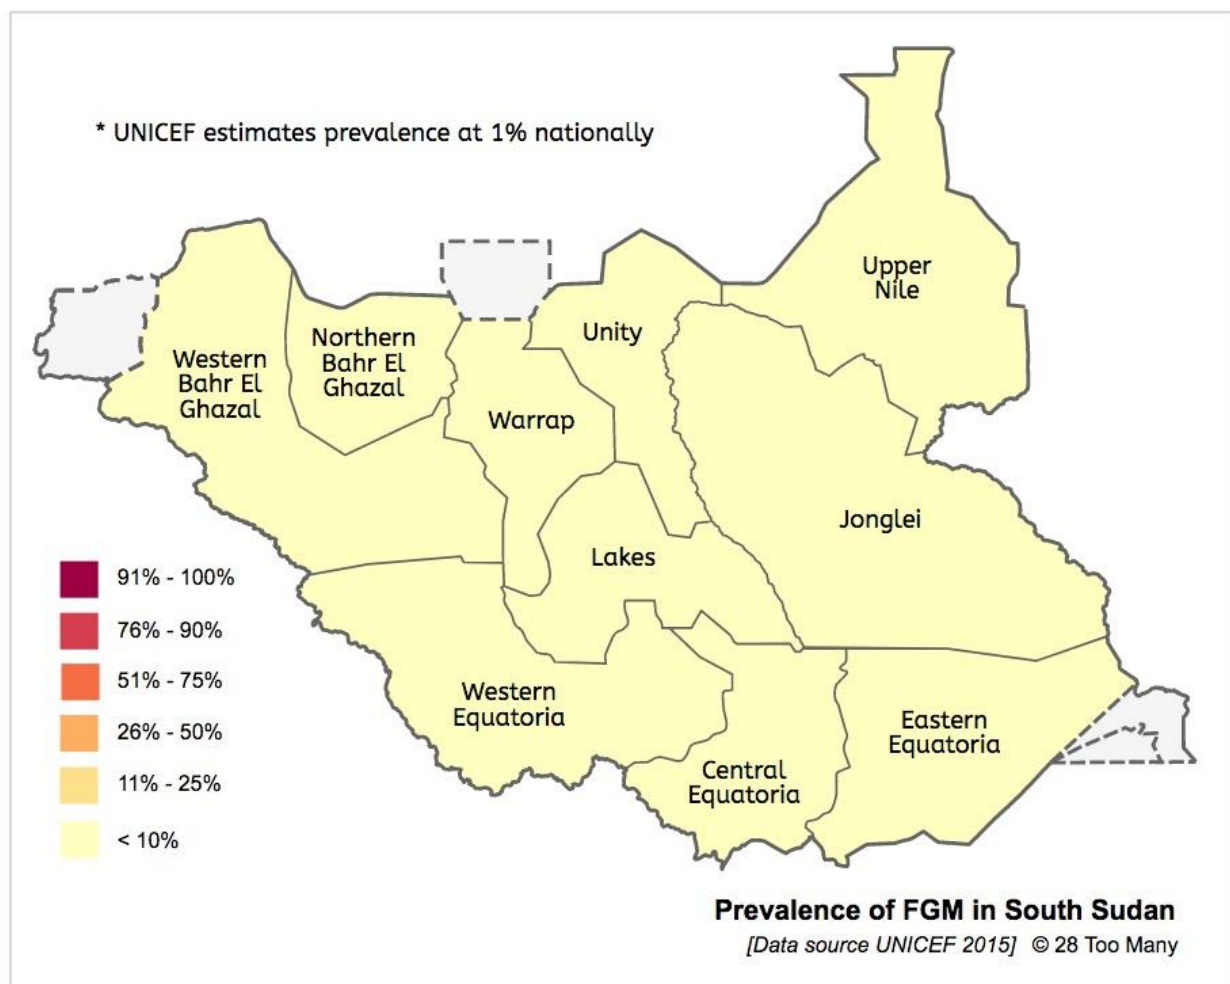 * UNICEF estimates prevalence at 1% nationally
Upper
Nile
Unity
Northern
Bahr El
Ghazal
Western
Bahr El
Ghazal
Warrap
Jonglei
Lakes
91% - 100%
76% - 90%
51% - 75%
26% - 50%
11% - 25%
< 10%
Western
Equatoria
Eastern
Equatoria
Central
Equatoria
Prevalence of FGM in South Sudan
[Data source UNICEF 2015] © 28 Too Many